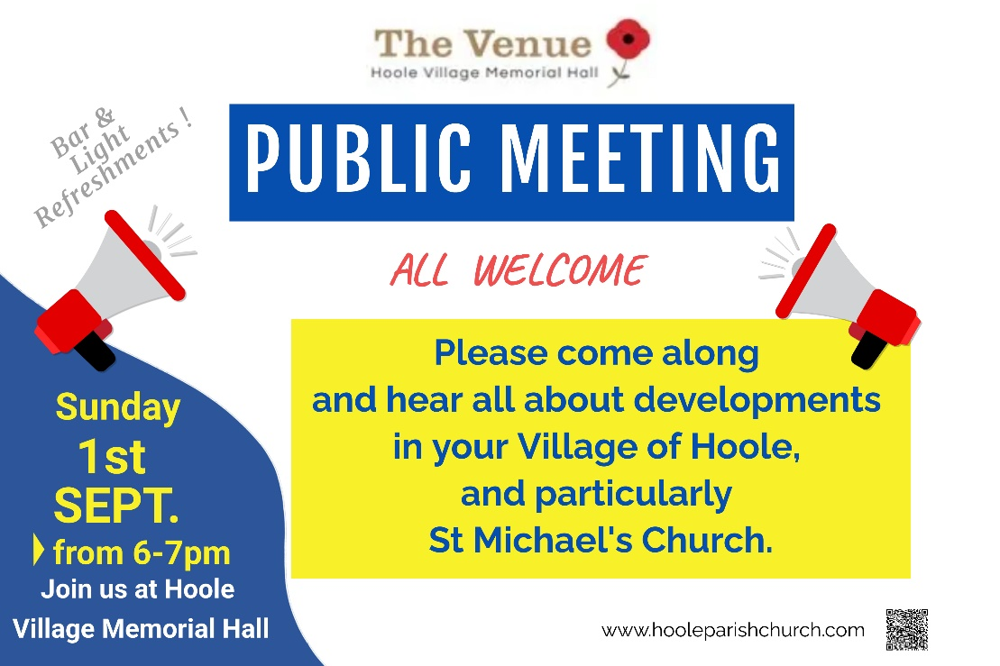 The Venue
Hoole Village Memorial Hall
Bar &
Light
Refreshments !
PUBLIC MEETING
ALL WELCOME
Please come along
and hear all about developments
in your Village of Hoole,
and particularly
St Michael's Church.
Sunday
1st
SEPT.
from 6-7pm
Join us at Hoole
Village Memorial Hall
www.hooleparishchurch.com